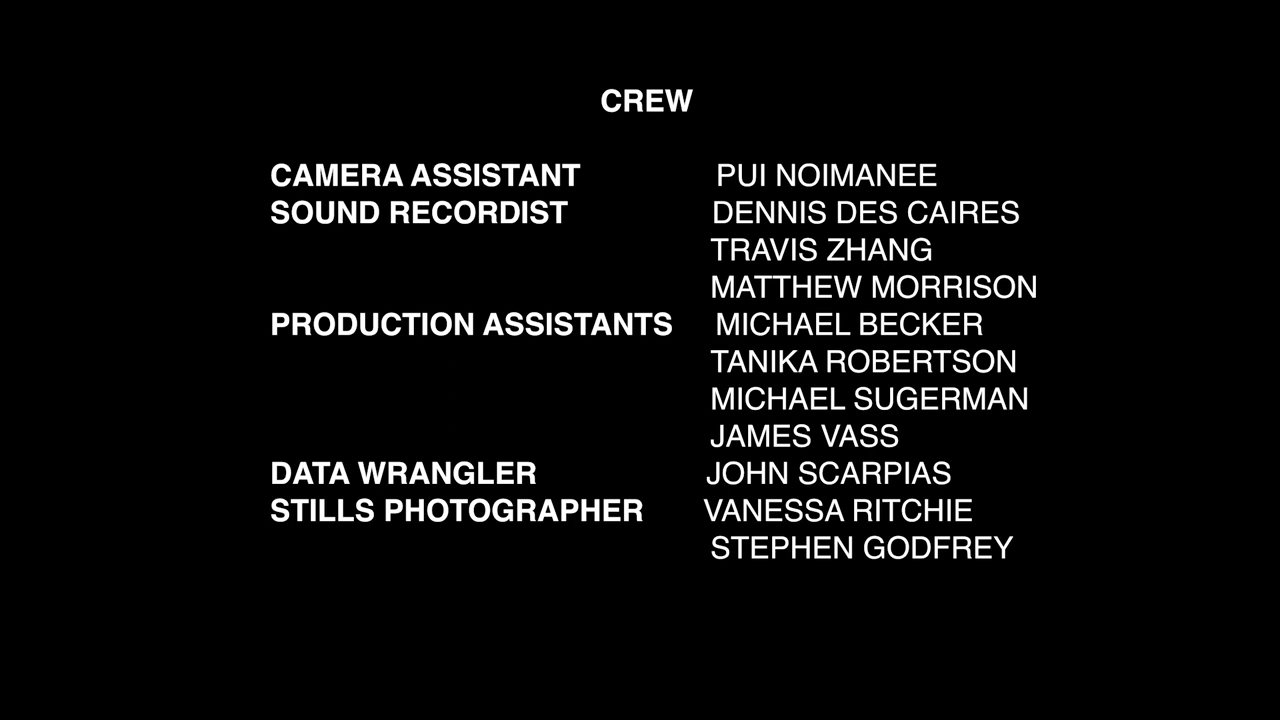 CREW
CAMERA ASSISTANT PUI NOIMANEE
SOUND RECORDIST DENNIS DES CAIRES
TRAVIS ZHANG
MATTHEW MORRISON
PRODUCTION ASSISTANTS MICHAEL BECKER
TANIKA ROBERTSON
MICHAEL SUGERMAN
JAMES VASS
DATA WRANGLER JOHN SCARPIAS
STILLS PHOTOGRAPHER VANESSA RITCHIE
STEPHEN GODFREY